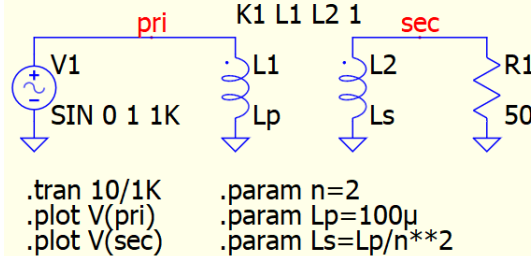 pri K1 L1 L2 1 sec
V1 L1 L2 R1
SIN 0 1 1K Lp Ls 50
.tran 10/1K .param n=2
.plot V(pri) .param Lp=100µ
.plot V(sec) .param Ls=Lp/n**2